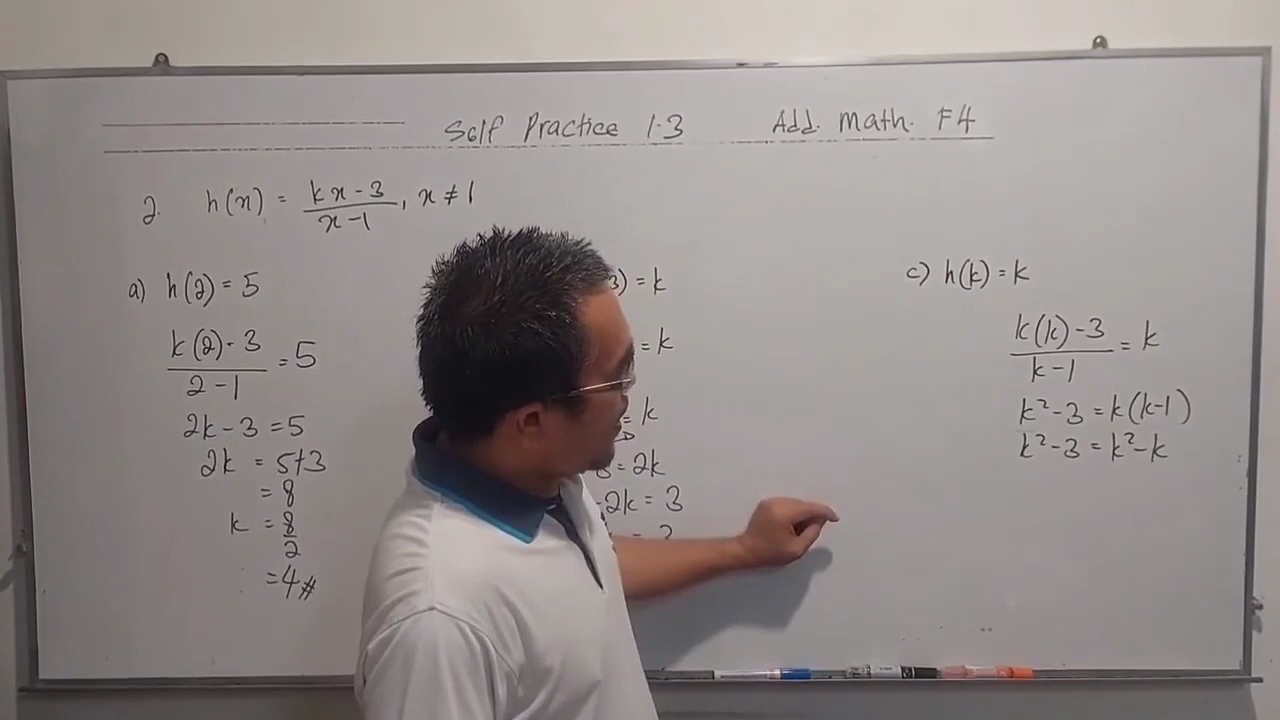 Self Practice 1.3 Add. Math. F4
2. h(x) = kx - 3 / x - 1, x ≠ 1
a) h(2) = 5
k(2) - 3 / 2 - 1 = 5
2k - 3 = 5
2k = 5+3
= 8
k = 8/2
= 4#
3) = k
= k
= k
= 2k
-2k = 3
c) h(k) = k
k(k) - 3 / k - 1 = k
k² - 3 = k(k-1)
k² - 3 = k² - k